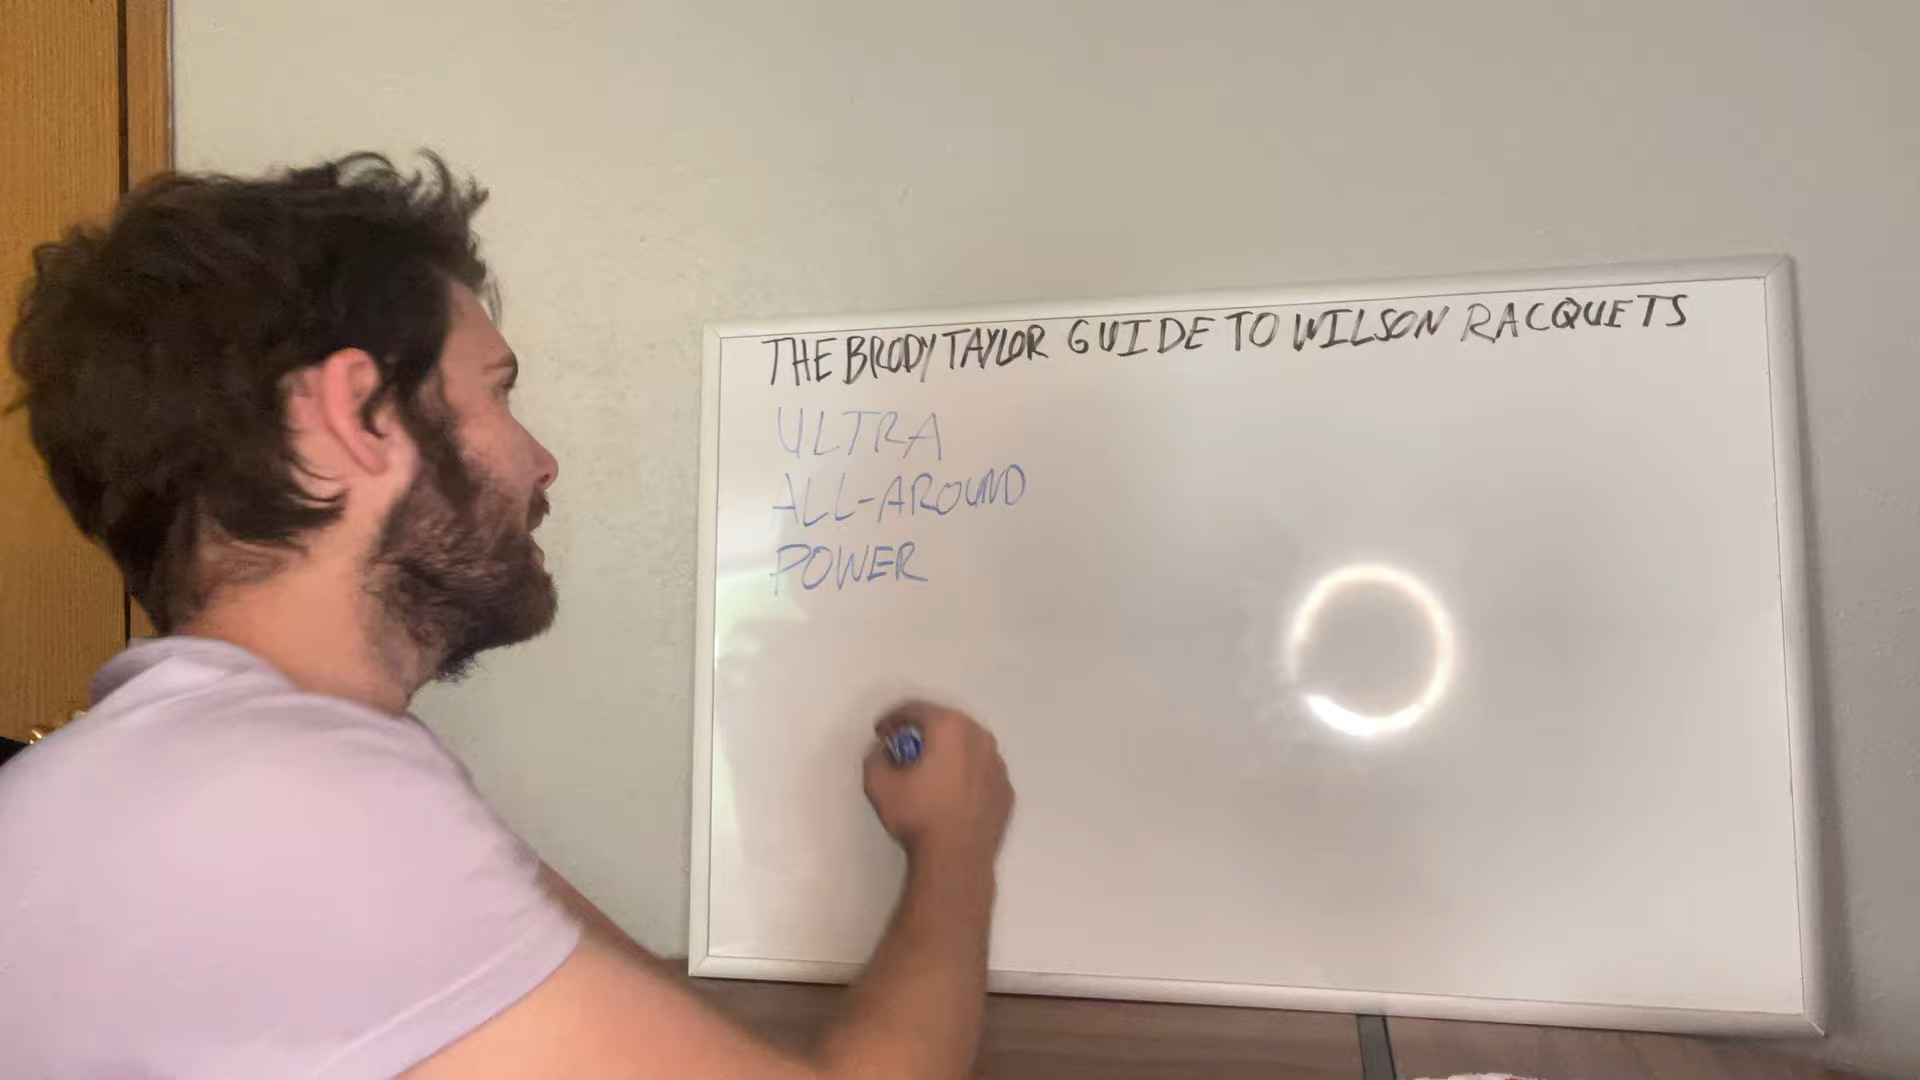 THE BRODY TAYLOR GUIDE TO WILSON RACQUETS
ULTRA
ALL-AROUND
POWER